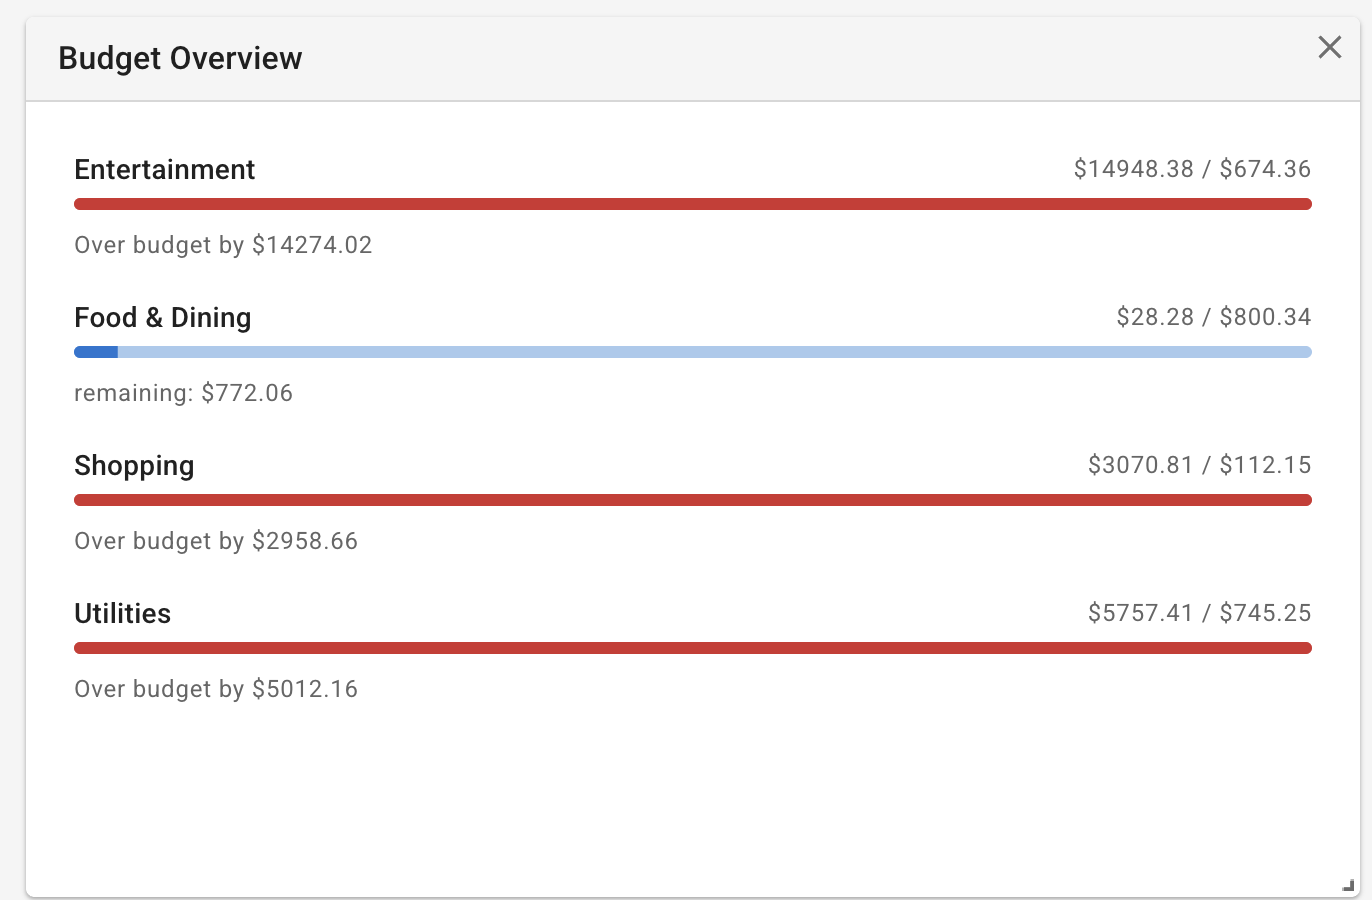 Budget Overview
Entertainment $14948.38 / $674.36
Over budget by $14274.02
Food & Dining $28.28 / $800.34
remaining: $772.06
Shopping $3070.81 / $112.15
Over budget by $2958.66
Utilities $5757.41 / $745.25
Over budget by $5012.16